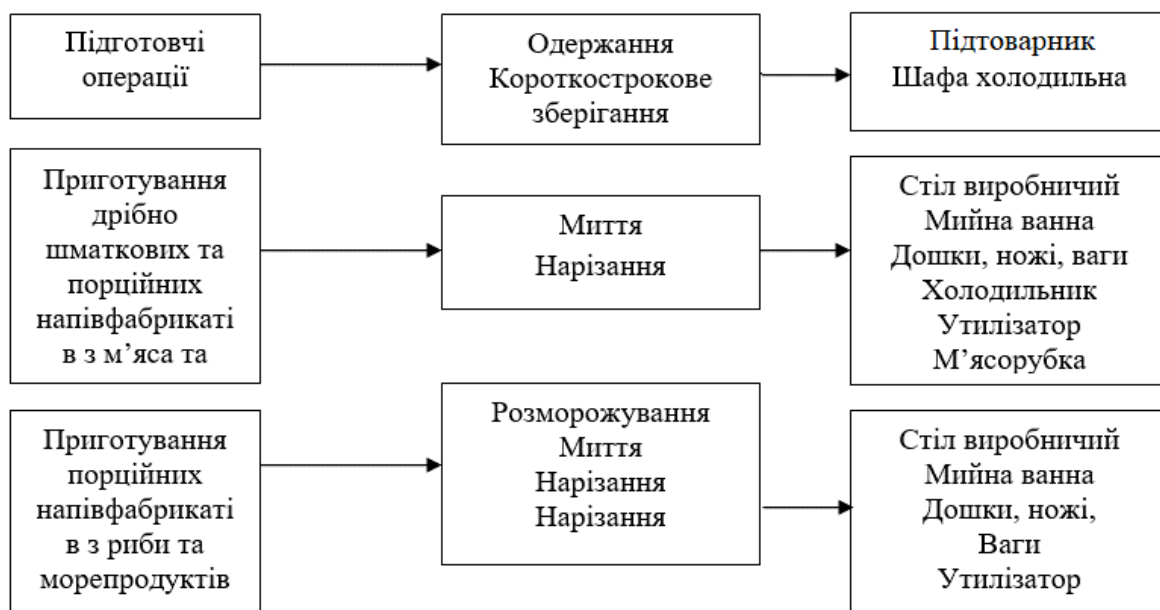 Підготовчі
операції
Одержання
Короткострокове
зберігання
Підтоварник
Шафа холодильна
Приготування
дрібно
шматкових та
порційних
напівфабрикаті
в з м’яса та
Миття
Нарізання
Стіл виробничий
Мийна ванна
Дошки, ножі, ваги
Холодильник
Утилізатор
М’ясорубка
Приготування
порційних
напівфабрикаті
в з риби та
морепродуктів
Розморожування
Миття
Нарізання
Нарізання
Стіл виробничий
Мийна ванна
Дошки, ножі,
Ваги
Утилізатор